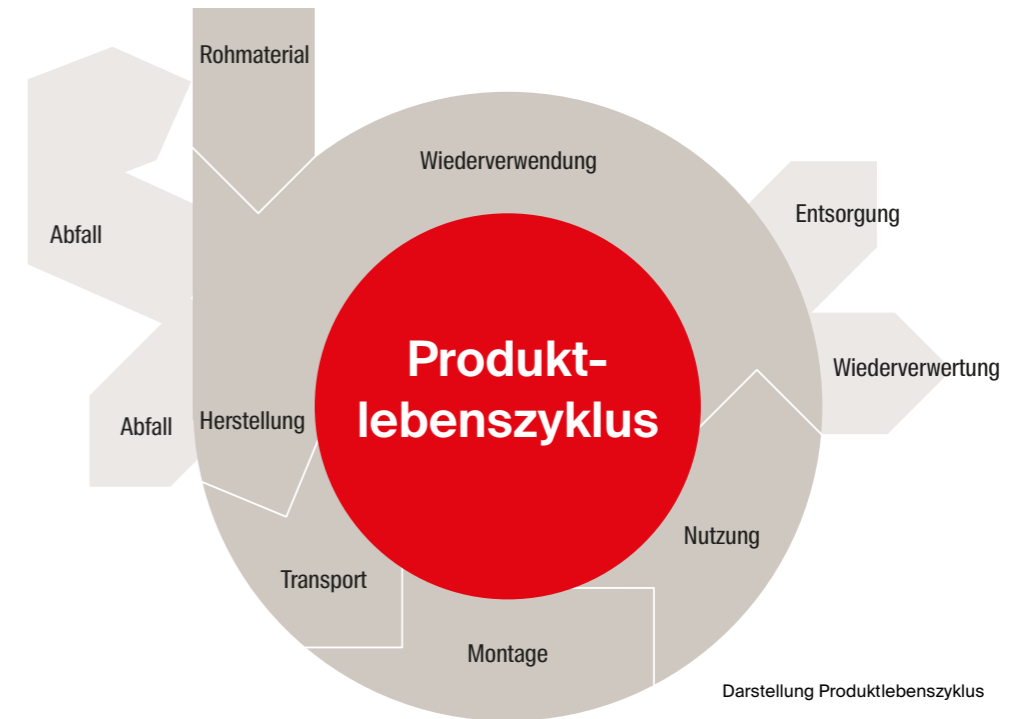 Rohmaterial
Wiederverwendung
Entsorgung
Abfall
Produkt-
lebenszyklus
Wiederverwertung
Abfall
Herstellung
Nutzung
Transport
Montage
Darstellung Produktlebenszyklus